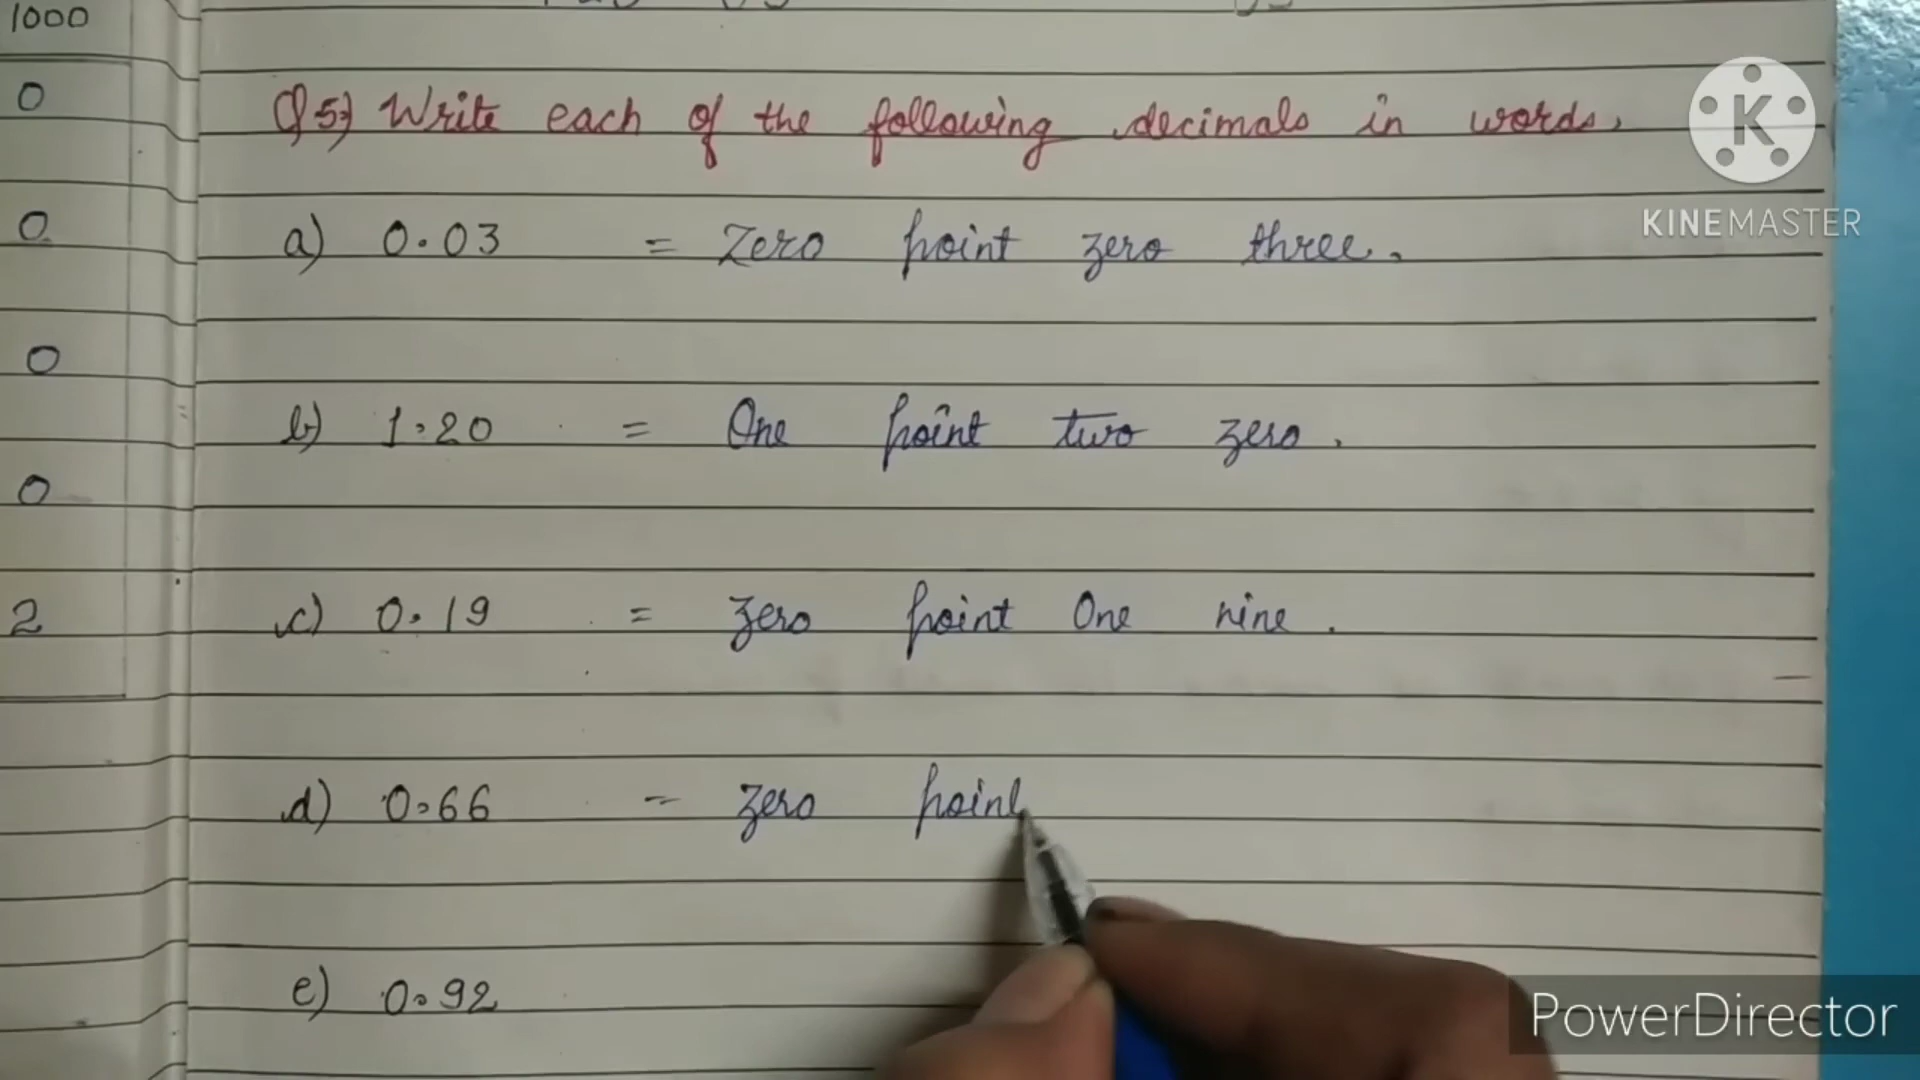 1000
0
0
0
0
2
Q5) Write each of the following decimals in words.
a) 0.03 = Zero point zero three.
b) 1.20 = One point two zero.
c) 0.19 = zero point One nine.
d) 0.66 = zero point
e) 0.92
K
KINEMASTER
PowerDirector